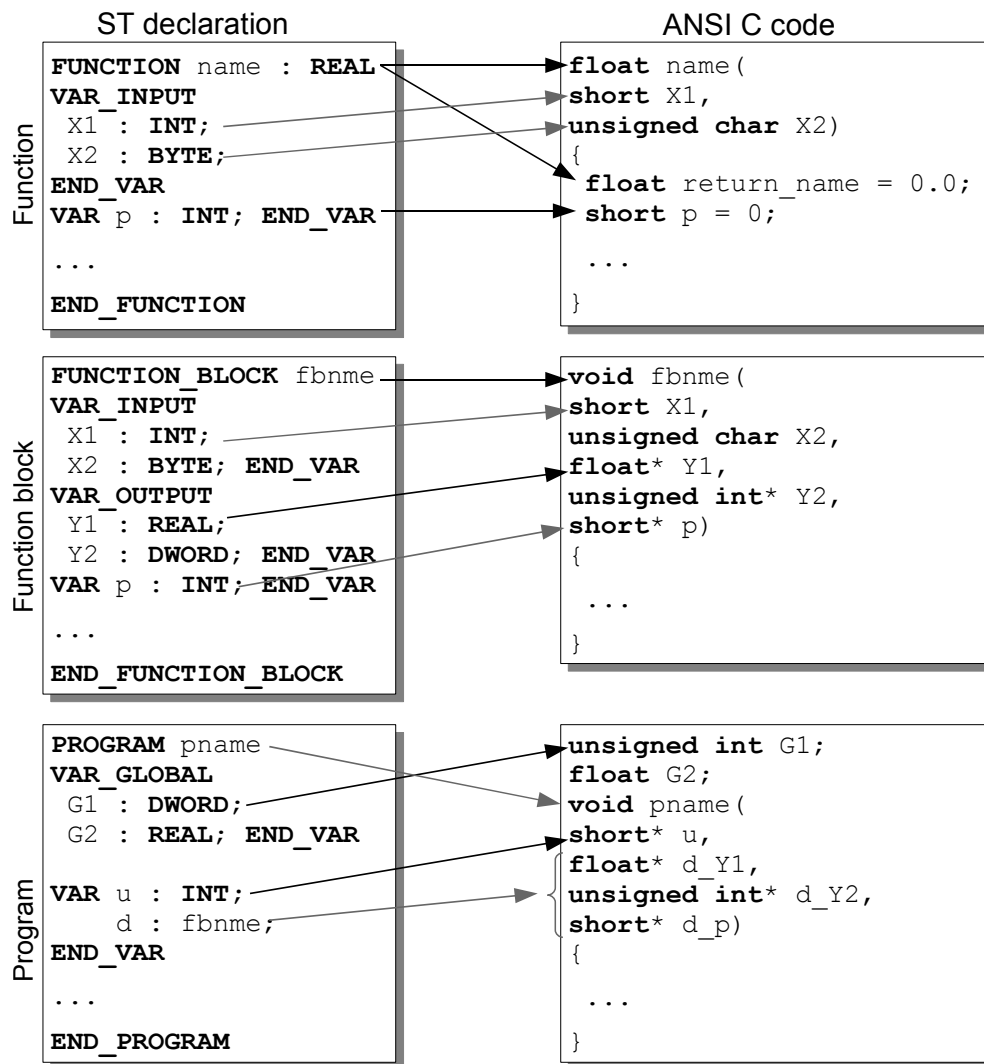 ST declaration
ANSI C code
Function
FUNCTION name : REAL
VAR_INPUT
X1 : INT;
X2 : BYTE;
END_VAR
VAR p : INT; END_VAR
...
END_FUNCTION
float name(
short X1,
unsigned char X2)
{
float return_name = 0.0;
short p = 0;
...
}
Function block
FUNCTION_BLOCK fbnme
VAR_INPUT
X1 : INT;
X2 : BYTE; END_VAR
VAR_OUTPUT
Y1 : REAL;
Y2 : DWORD; END_VAR
VAR p : INT; END_VAR
...
END_FUNCTION_BLOCK
void fbnme(
short X1,
unsigned char X2,
float* Y1,
unsigned int* Y2,
short* p)
{
...
}
Program
PROGRAM pname
VAR_GLOBAL
G1 : DWORD;
G2 : REAL; END_VAR
VAR u : INT;
d : fbnme;
END_VAR
...
END_PROGRAM
unsigned int G1;
float G2;
void pname(
short* u,
float* d_Y1,
unsigned int* d_Y2,
short* d_p)
{
...
}